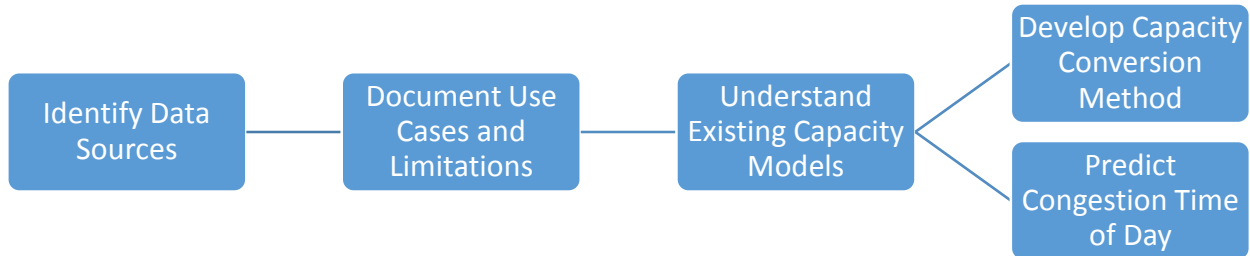 Identify Data
Sources
Document Use
Cases and
Limitations
Understand
Existing Capacity
Models
Develop Capacity
Conversion
Method
Predict
Congestion Time
of Day